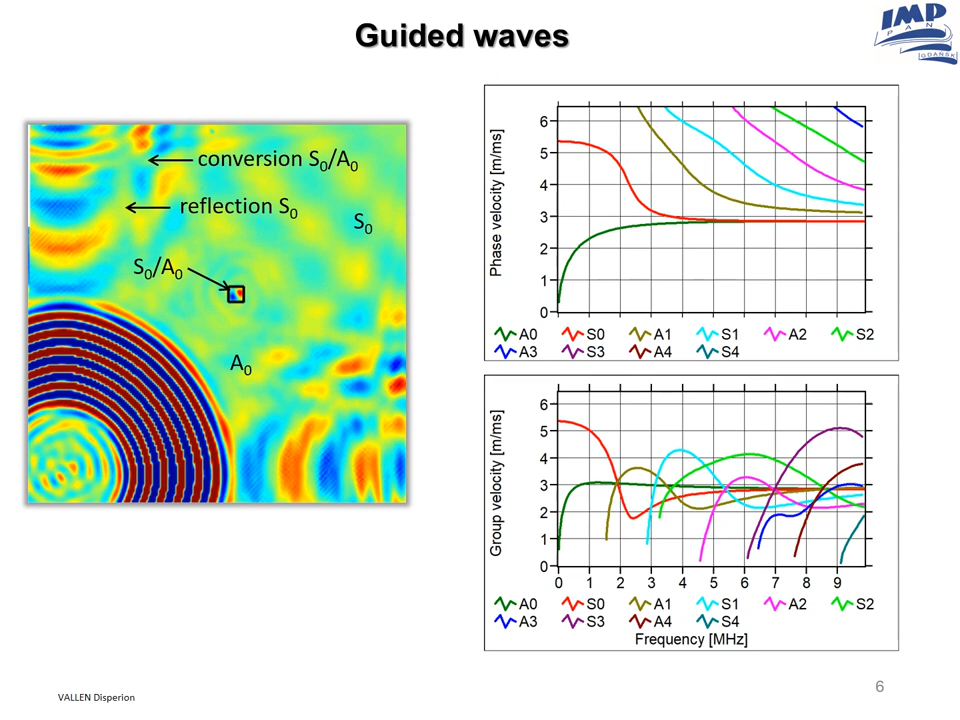 Guided waves
IMP
PAN
GDAŃSK
conversion S₀/A₀
reflection S₀
S₀
S₀/A₀
A₀
Phase velocity [m/ms]
6
5
4
3
2
1
0
A0 S0 A1 S1 A2 S2
A3 S3 A4 S4
Group velocity [m/ms]
6
5
4
3
2
1
0
0 1 2 3 4 5 6 7 8 9
A0 S0 A1 S1 A2 S2
A3 S3 A4 S4
Frequency [MHz]
VALLEN Disperion
6